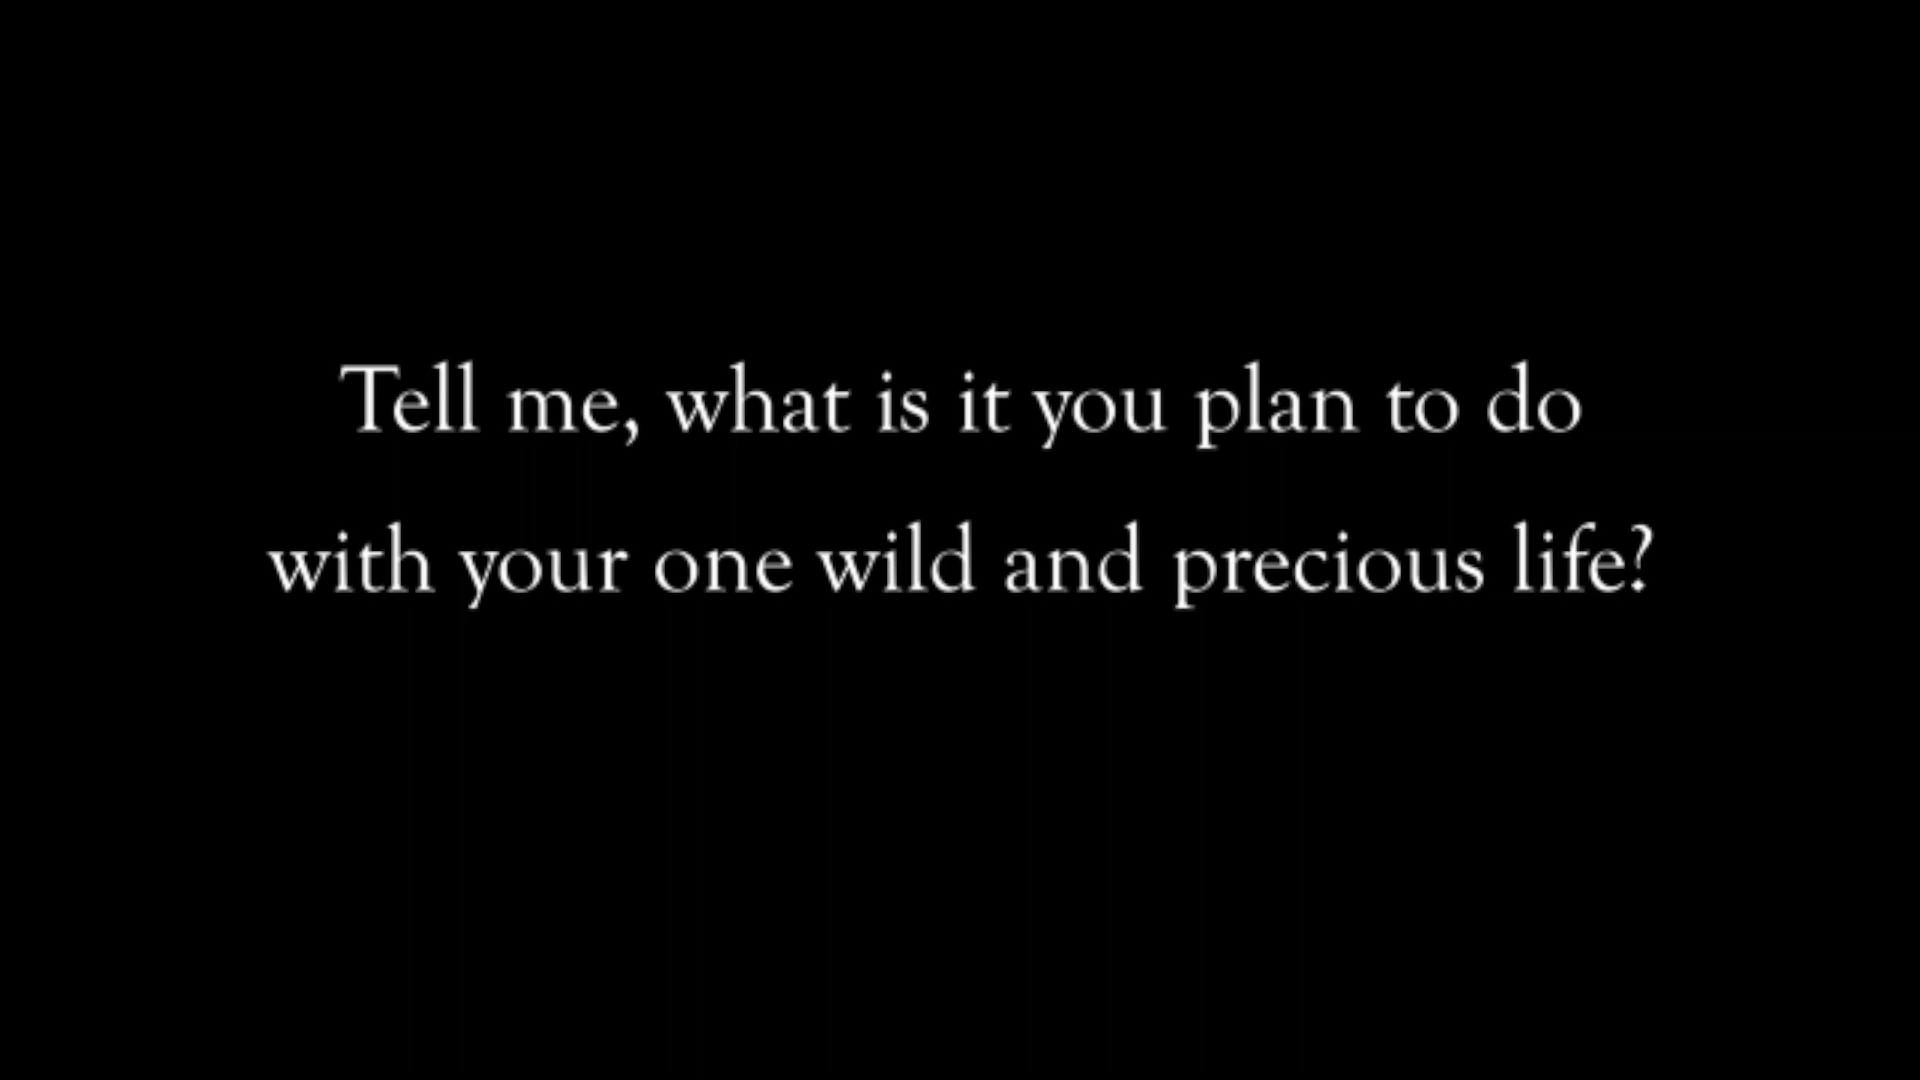 Tell me, what is it you plan to do
with your one wild and precious life?